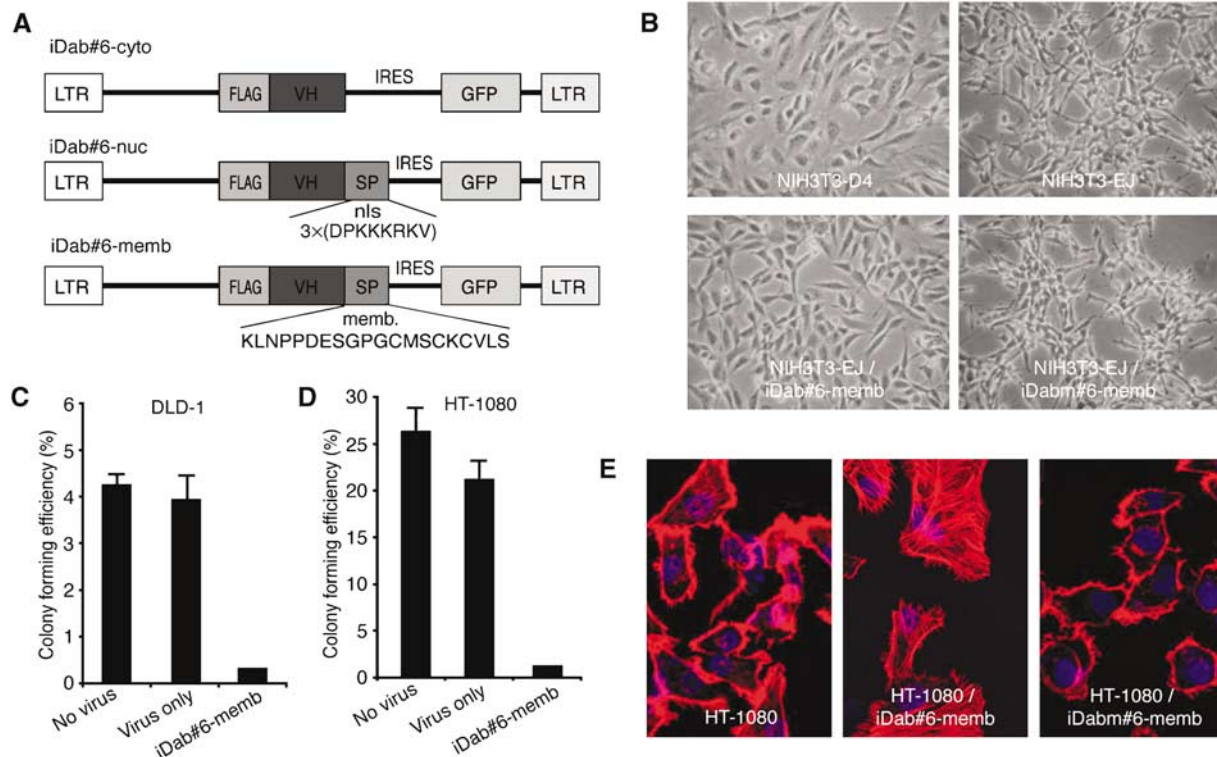 A
iDab#6-cyto
IRES
LTR FLAG VH GFP LTR
iDab#6-nuc
IRES
LTR FLAG VH SP GFP LTR
nls
3×(DPKKKRKV)
iDab#6-memb
IRES
LTR FLAG VH SP GFP LTR
memb.
KLNPPDESGPGCMSCKCVLS
B
NIH3T3-D4
NIH3T3-EJ
NIH3T3-EJ /
iDab#6-memb
NIH3T3-EJ /
iDabm#6-memb
C
DLD-1
Colony forming efficiency (%)
6
5
4
3
2
1
0
No virus
Virus only
iDab#6-memb
D
HT-1080
Colony forming efficiency (%)
30
25
20
15
10
5
0
No virus
Virus only
iDab#6-memb
E
HT-1080
HT-1080 /
iDab#6-memb
HT-1080 /
iDabm#6-memb